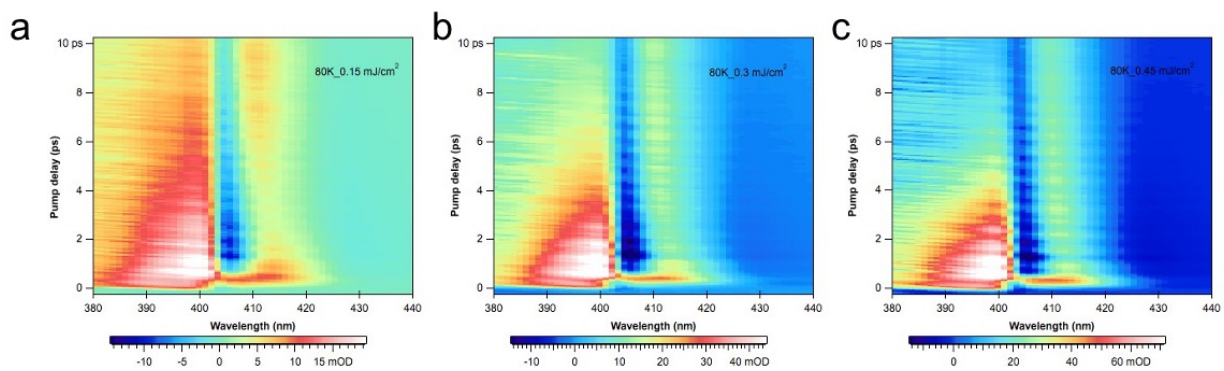 a
80K_0.15 mJ/cm²
Pump delay (ps)
10 ps
8
6
4
2
0
380 390 400 410 420 430 440
Wavelength (nm)
-10 -5 0 5 10 15 mOD
b
80K_0.3 mJ/cm²
Pump delay (ps)
10 ps
8
6
4
2
0
380 390 400 410 420 430 440
Wavelength (nm)
-10 0 10 20 30 40 mOD
c
80K_0.45 mJ/cm²
Pump delay (ps)
10 ps
8
6
4
2
0
380 390 400 410 420 430 440
Wavelength (nm)
0 20 40 60 mOD